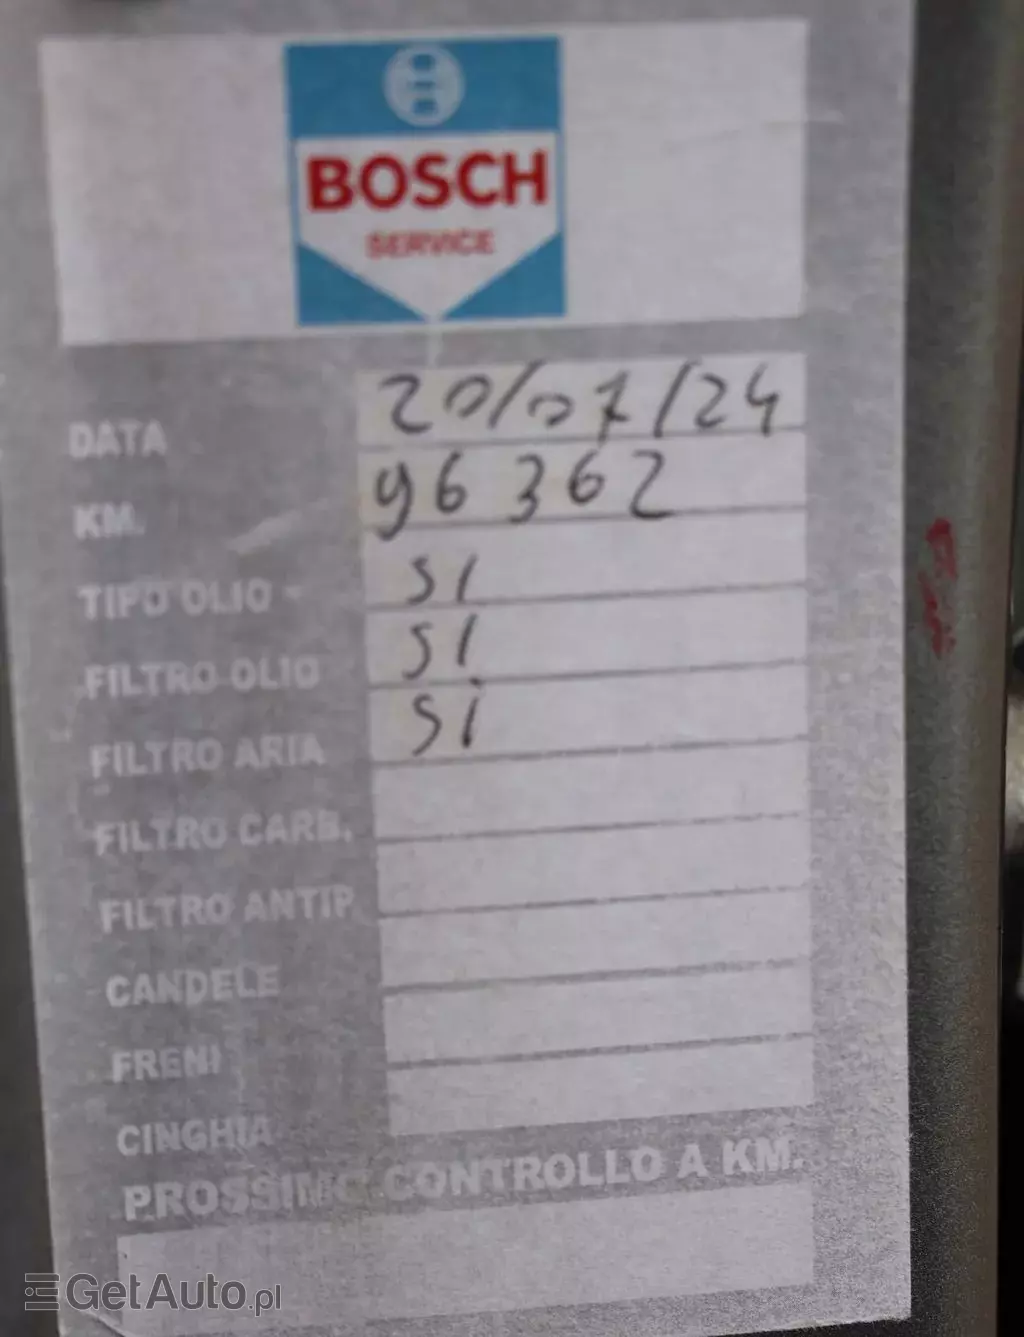 BOSCH
SERVICE
DATA 20/07/24
KM. 96362
TIPO OLIO SI
FILTRO OLIO SI
FILTRO ARIA Si
FILTRO CARB.
FILTRO ANTIP.
CANDELE
FRENI
CINGHIA
PROSSIMO CONTROLLO A KM.
GetAuto.pl